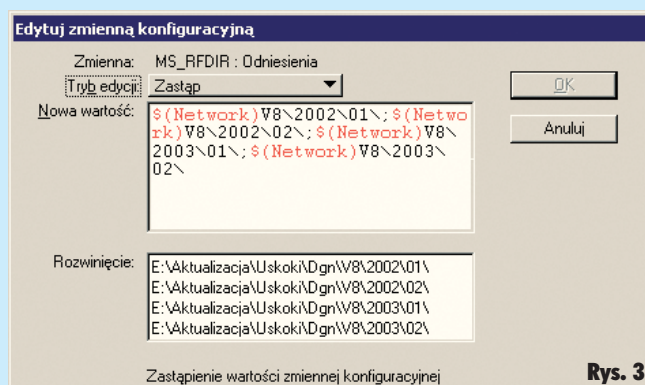 Edytuj zmienną konfiguracyjną
Zmienna: MS_RFDIR : Odniesienia
Tryb edycji: Zastąp
OK
Nowa wartość:
$(Network)V8\2002\01\;$(Netwo
rk)V8\2002\02\;$(Network)V8\
2003\01\;$(Network)V8\2003\
02\
Anuluj
Rozwinięcie:
E:\Aktualizacja\Uskoki\Dgn\V8\2002\01\
E:\Aktualizacja\Uskoki\Dgn\V8\2002\02\
E:\Aktualizacja\Uskoki\Dgn\V8\2003\01\
E:\Aktualizacja\Uskoki\Dgn\V8\2003\02\
Zastąpienie wartości zmiennej konfiguracyjnej
Rys. 3